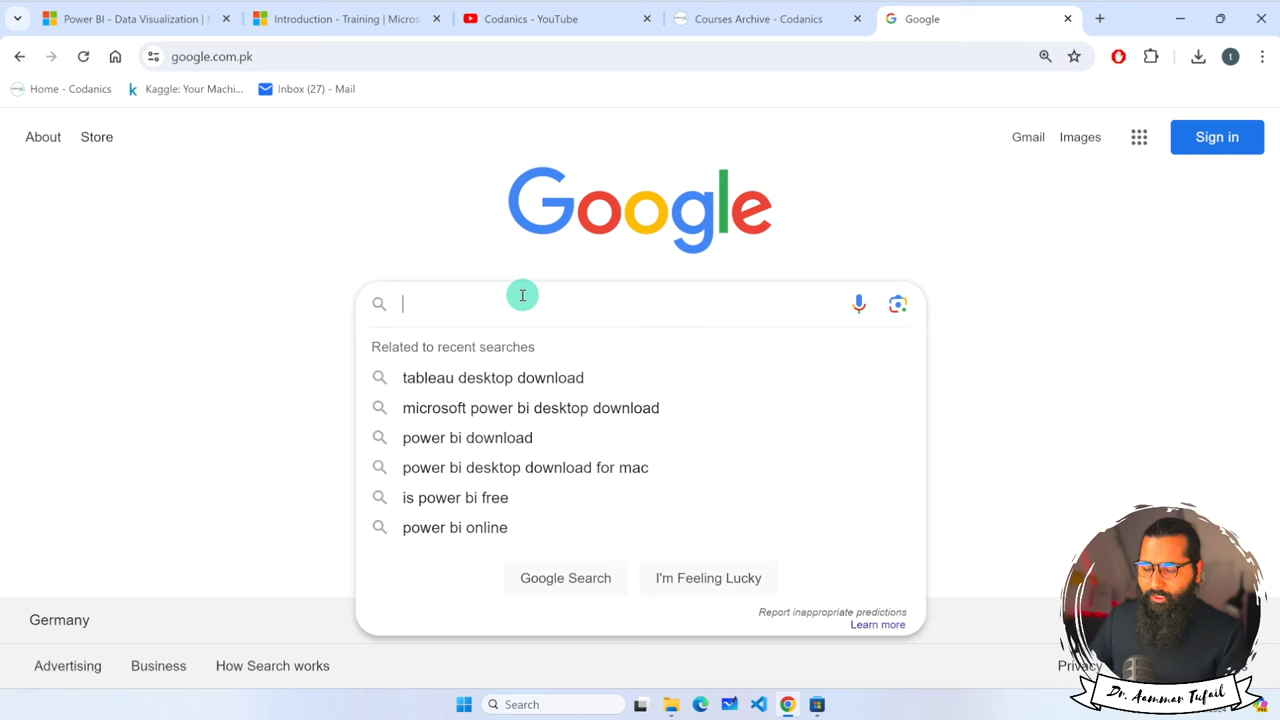 Power BI - Data Visualization |
Introduction - Training | Micros
Codanics - YouTube
Courses Archive - Codanics
Google
google.com.pk
t
Home - Codanics
Kaggle: Your Machi...
Inbox (27) - Mail
About
Store
Gmail
Images
Sign in
Google
Related to recent searches
tableau desktop download
microsoft power bi desktop download
power bi download
power bi desktop download for mac
is power bi free
power bi online
Google Search
I'm Feeling Lucky
Report inappropriate predictions
Learn more
Germany
Advertising
Business
How Search works
Privacy
Dr. Aammar Tufail
Search